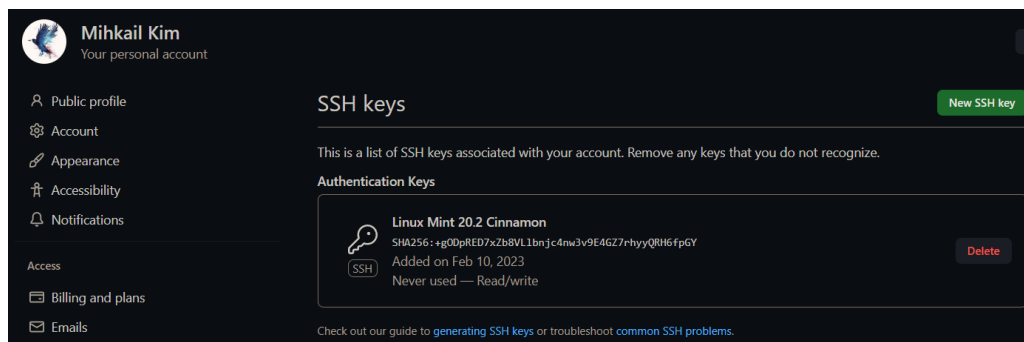 Mihkail Kim
Your personal account
Public profile
Account
Appearance
Accessibility
Notifications
Access
Billing and plans
Emails
SSH keys
New SSH key
This is a list of SSH keys associated with your account. Remove any keys that you do not recognize.
Authentication Keys
Linux Mint 20.2 Cinnamon
SHA256:+gODpRED7xZb8VLlbnjc4nw3v9E4GZ7rhyyQRH6fpGY
Added on Feb 10, 2023
Never used — Read/write
SSH
Delete
Check out our guide to generating SSH keys or troubleshoot common SSH problems.